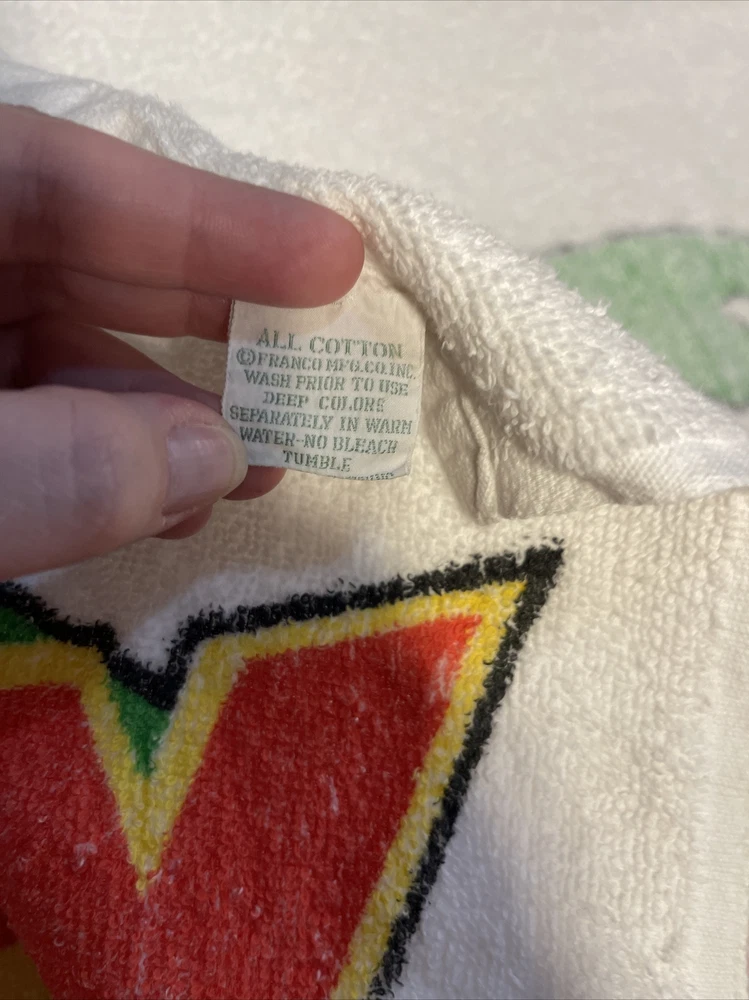 ALL COTTON
©FRANCO MFG.CO.INC.
WASH PRIOR TO USE
DEEP COLORS
SEPARATELY IN WARM
WATER-NO BLEACH
TUMBLE